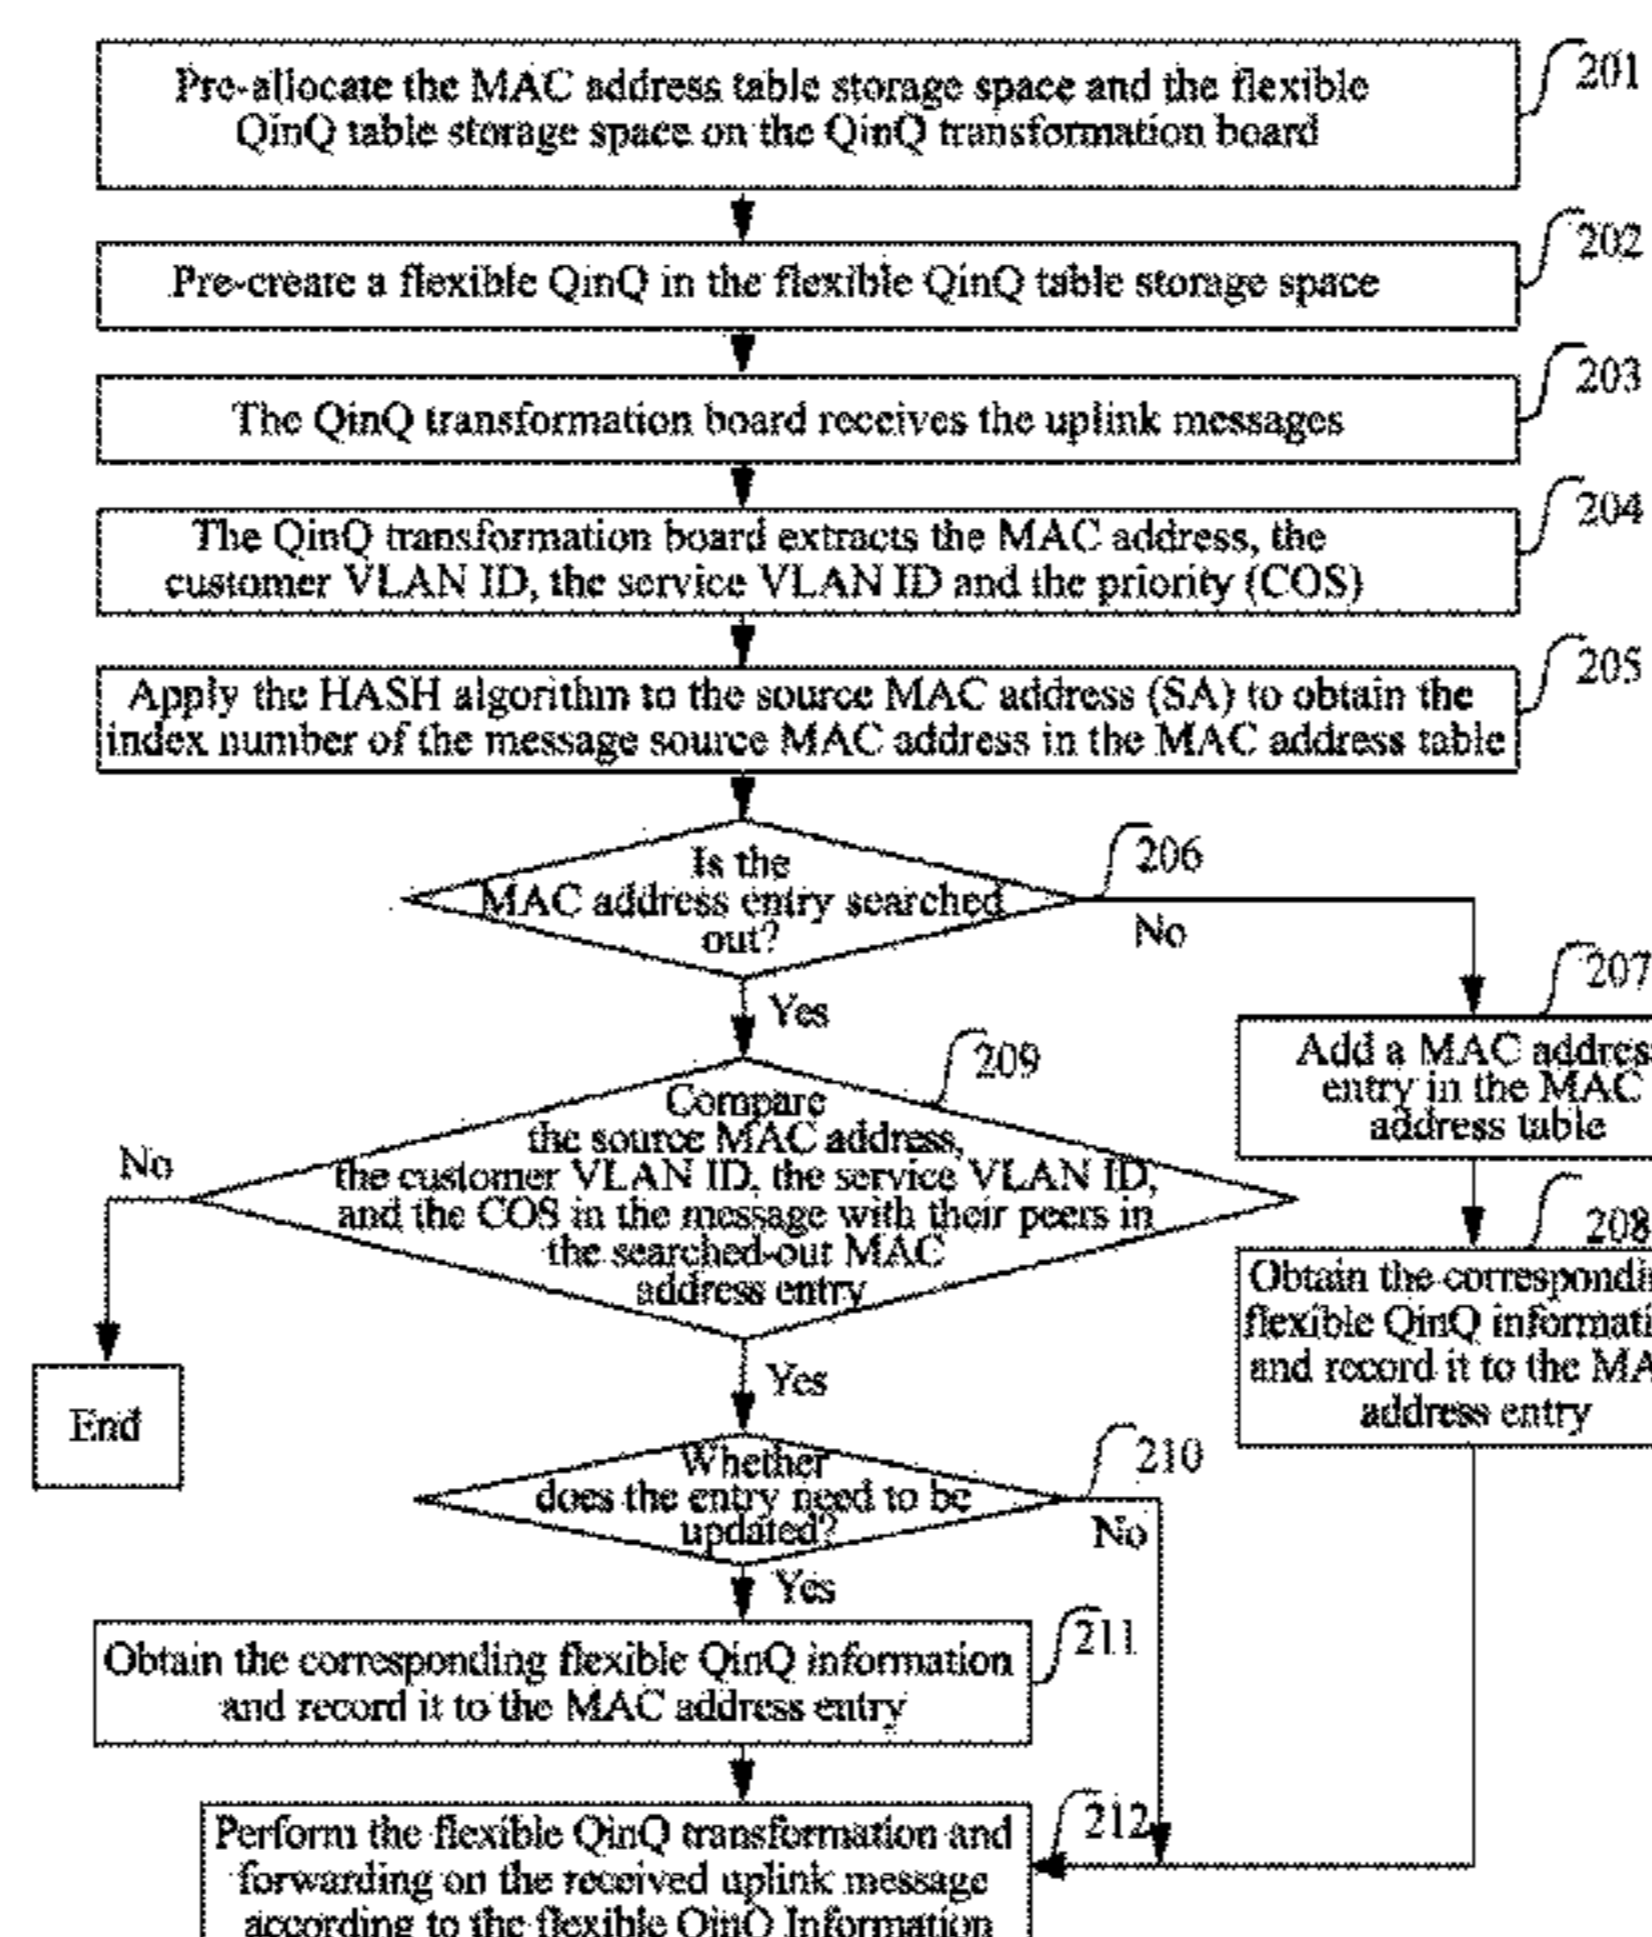 Pre-allocate the MAC address table storage space and the flexible
QinQ table storage space on the QinQ transformation board
201
Pre-create a flexible QinQ in the flexible QinQ table storage space
202
The QinQ transformation board receives the uplink messages
203
The QinQ transformation board extracts the MAC address, the
customer VLAN ID, the service VLAN ID and the priority (COS)
204
Apply the HASH algorithm to the source MAC address (SA) to obtain the
index number of the message source MAC address in the MAC address table
205
Is the
MAC address entry searched
out?
206
No
Yes
207
Add a MAC address
entry in the MAC
address table
208
Obtain the
flexible QinQ
and record it to the
address entry
209
Compare
the source MAC address,
the customer VLAN ID, the service VLAN ID,
and the COS in the message with their peers in
the searched-out MAC
address entry
No
End
Yes
210
Whether
does the entry need to be
updated?
No
Yes
211
Obtain the corresponding flexible QinQ information
and record it to the MAC address entry
212
Perform the flexible QinQ transformation and
forwarding on the received uplink message
according to the flexible QinQ Information